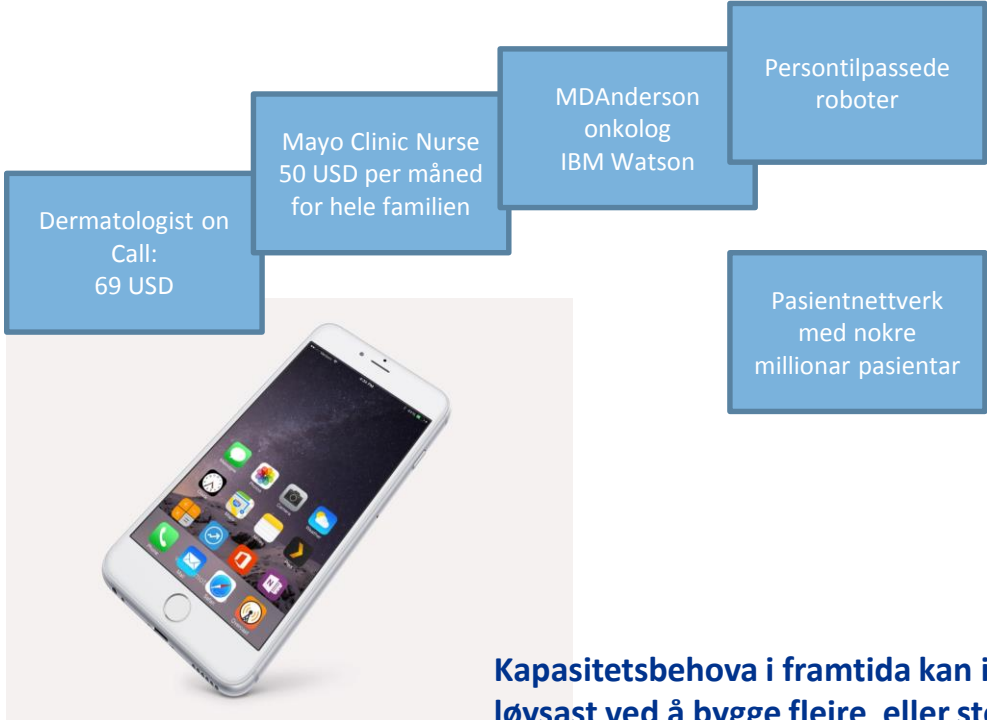 Persontilpassede
roboter
MDAnderson
onkolog
IBM Watson
Mayo Clinic Nurse
50 USD per måned
for hele familien
Dermatologist on
Call:
69 USD
Pasientnettverk
med nokre
millionar pasientar
Kapasitetsbehova i framtida kan i
løysast ved å bygge fleire, eller stø